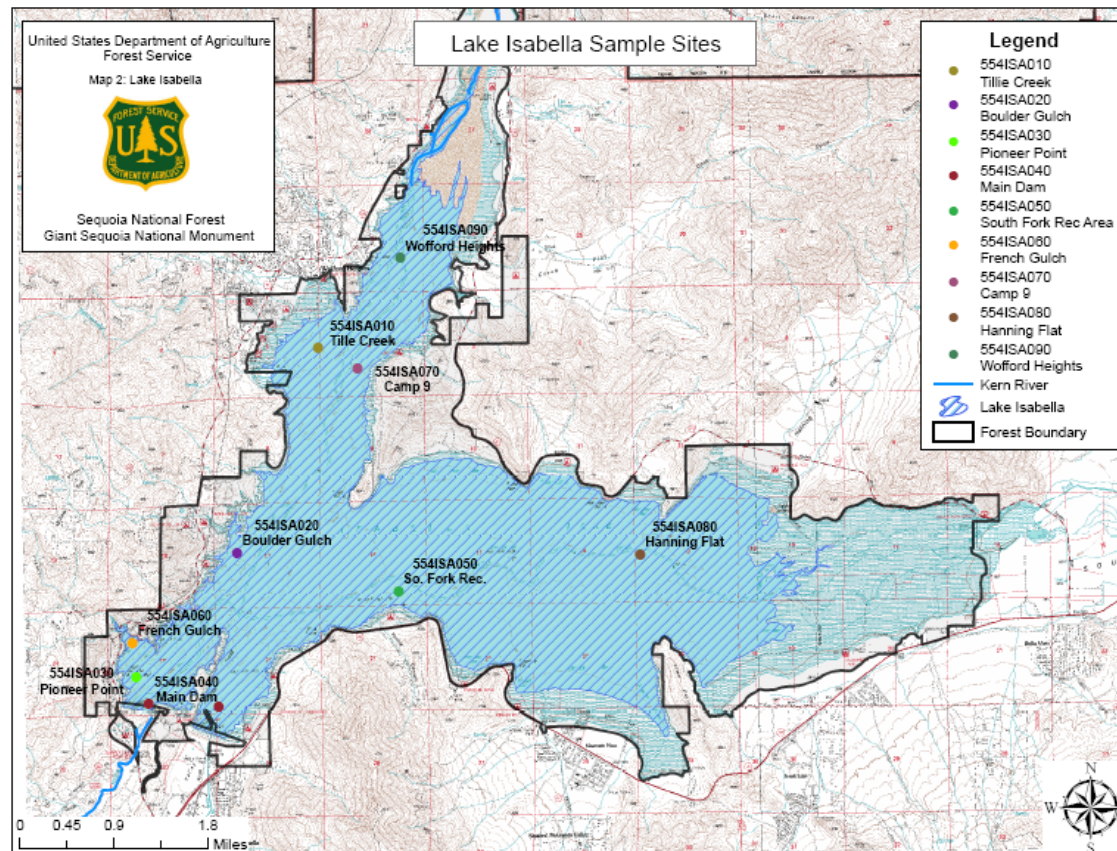 United States Department of Agriculture
Forest Service
Map 2: Lake Isabella
FOREST SERVICE
U S
DEPARTMENT OF AGRICULTURE
Sequoia National Forest
Giant Sequoia National Monument
Lake Isabella Sample Sites
Legend
554ISA010
Tillie Creek
554ISA020
Boulder Gulch
554ISA030
Pioneer Point
554ISA040
Main Dam
554ISA050
South Fork Rec Area
554ISA060
French Gulch
554ISA070
Camp 9
554ISA080
Hanning Flat
554ISA090
Wofford Heights
Kern River
Lake Isabella
Forest Boundary
554ISA090
Wofford Heights
554ISA010
Tille Creek
554ISA070
Camp 9
554ISA020
Boulder Gulch
554ISA080
Hanning Flat
554ISA050
So. Fork Rec.
554ISA060
French Gulch
554ISA030
Pioneer Point
554ISA040
Main Dam
0 0.45 0.9 1.8
Miles
N
W E
S